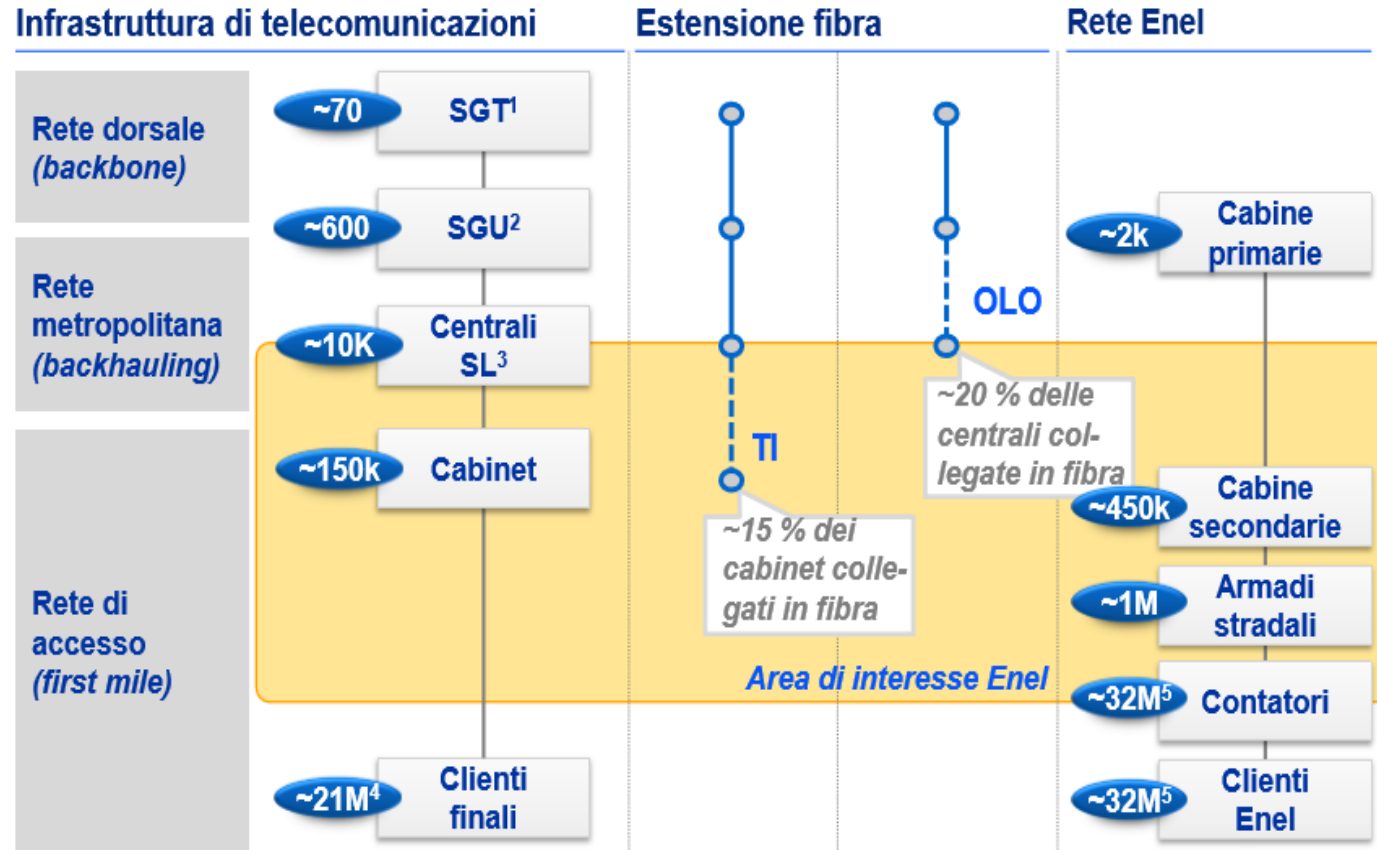 Infrastruttura di telecomunicazioni
Estensione fibra
Rete Enel
Rete dorsale
(backbone)
~70
SGT¹
~600
SGU²
~2k
Cabine
primarie
Rete
metropolitana
(backhauling)
~10K
Centrali
SL³
OLO
~20 % delle
centrali col-
legate in fibra
~150k
Cabinet
TI
~15 % dei
cabinet colle-
gati in fibra
~450k
Cabine
secondarie
Rete di
accesso
(first mile)
~1M
Armadi
stradali
Area di interesse Enel
~32M⁵
Contatori
~21M⁴
Clienti
finali
~32M⁵
Clienti
Enel